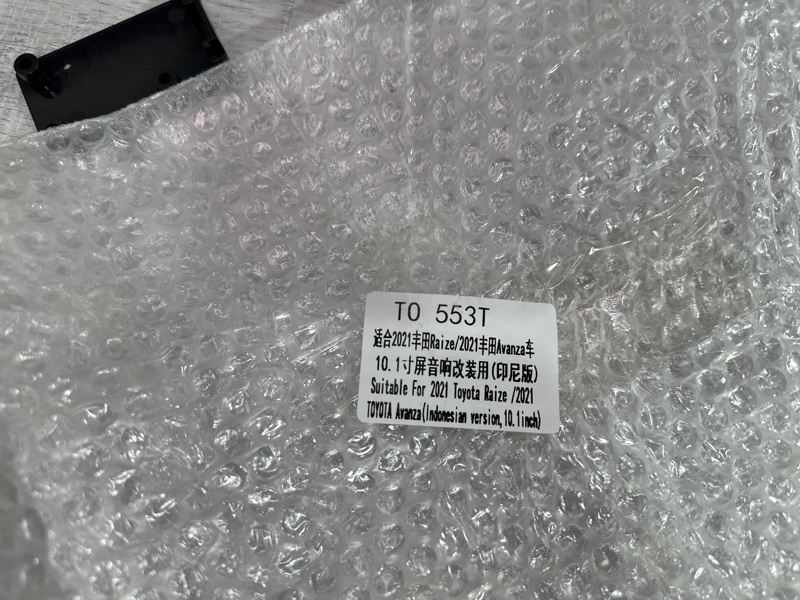 TO 553T
适合2021丰田Raize/2021丰田Avanza车
10.1寸屏音响改装用(印尼版)
Suitable For 2021 Toyota Raize /2021
TOYOTA Avanza(Indonesian version,10.1inch)